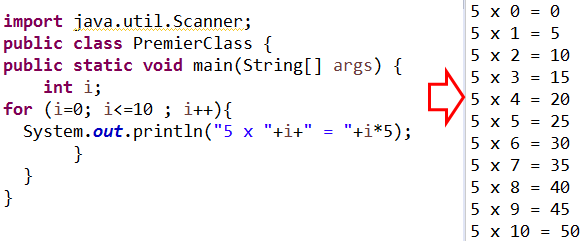 import java.util.Scanner;
public class PremierClass {
public static void main(String[] args) {
int i;
for (i=0; i<=10 ; i++){
System.out.println("5 x "+i+" = "+i*5);
}
}
}
5 x 0 = 0
5 x 1 = 5
5 x 2 = 10
5 x 3 = 15
5 x 4 = 20
5 x 5 = 25
5 x 6 = 30
5 x 7 = 35
5 x 8 = 40
5 x 9 = 45
5 x 10 = 50